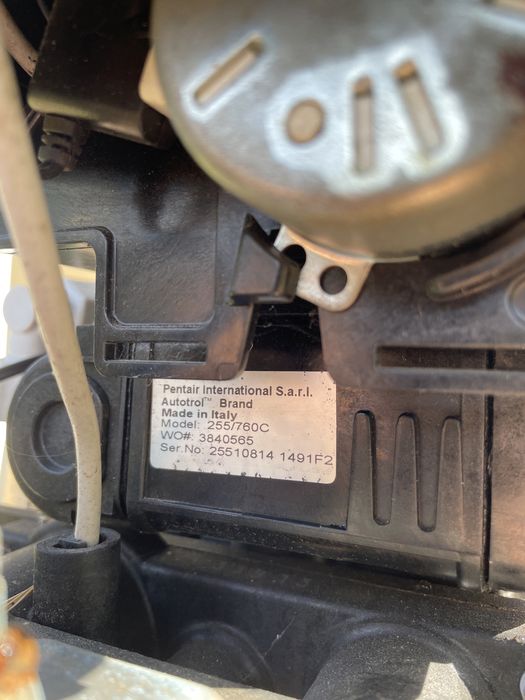 Pentair International S.a.r.l.
Autotrol™ Brand
Made in Italy
Model: 255/760C
WO#: 3840565
Ser.No: 25510814 1491F2